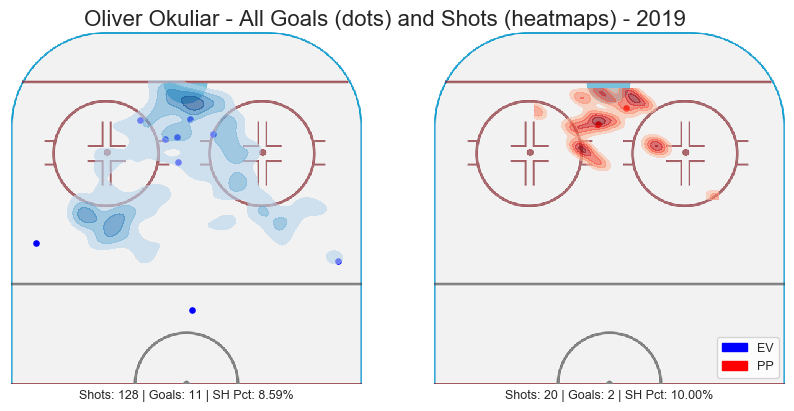 Oliver Okuliar - All Goals (dots) and Shots (heatmaps) - 2019
EV
PP
Shots: 128 | Goals: 11 | SH Pct: 8.59%
Shots: 20 | Goals: 2 | SH Pct: 10.00%